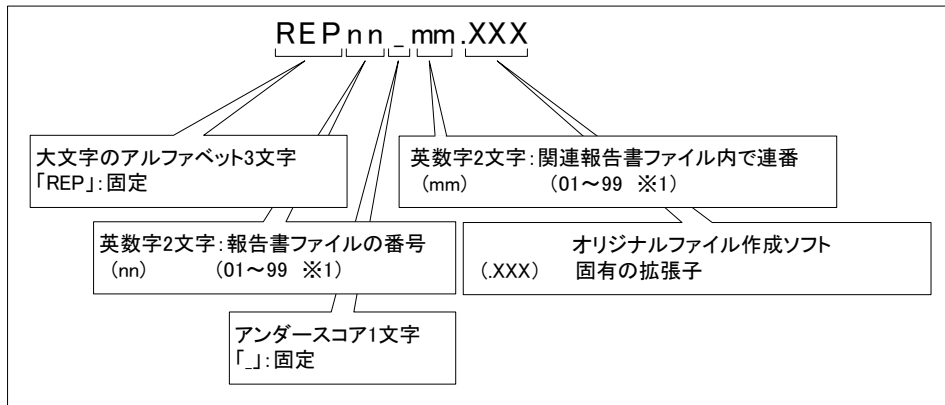 REPnn_mm.XXX
大文字のアルファベット3文字
「REP」:固定
英数字2文字:関連報告書ファイル内で連番
(mm) (01~99 ※1)
英数字2文字:報告書ファイルの番号
(nn) (01~99 ※1)
オリジナルファイル作成ソフト
(.XXX) 固有の拡張子
アンダースコア1文字
「_」:固定